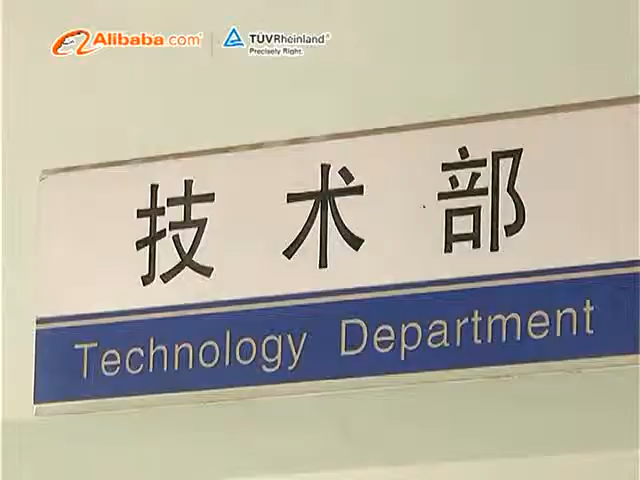 Alibaba.com
TÜVRheinland®
Precisely Right.
技术部
Technology Department